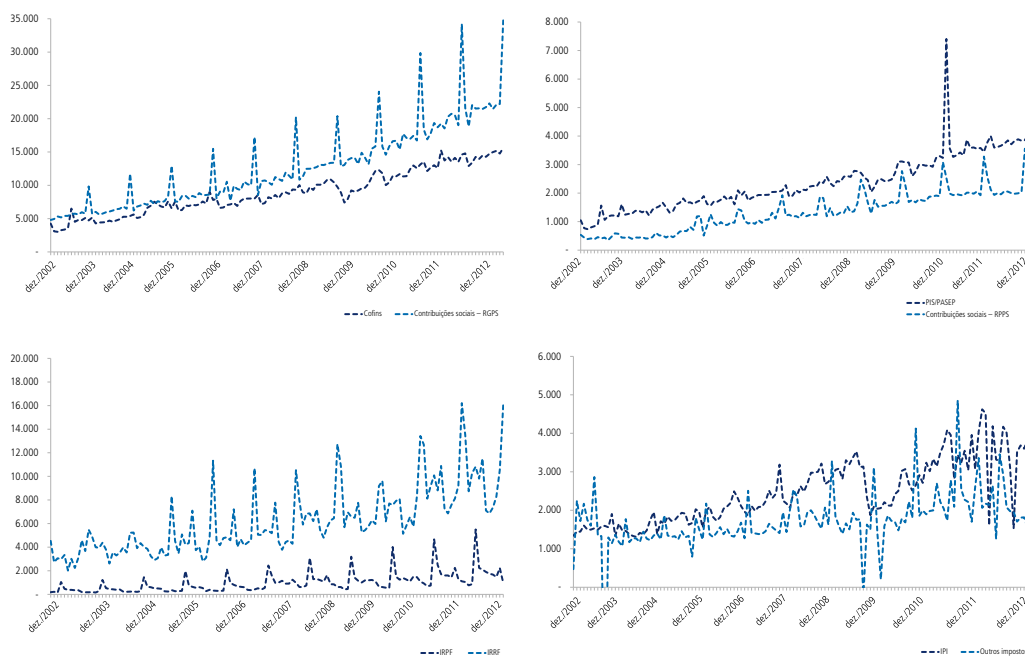 35.000
30.000
25.000
20.000
15.000
10.000
5.000
-
dez./2002
dez./2003
dez./2004
dez./2005
dez./2006
dez./2007
dez./2008
dez./2009
dez./2010
dez./2011
dez./2012
Cofins
Contribuições sociais – RGPS
8.000
7.000
6.000
5.000
4.000
3.000
2.000
1.000
-
dez./2002
dez./2003
dez./2004
dez./2005
dez./2006
dez./2007
dez./2008
dez./2009
dez./2010
dez./2011
dez./2012
PIS/PASEP
Contribuições sociais – RPPS
20.000
18.000
16.000
14.000
12.000
10.000
8.000
6.000
4.000
2.000
-
dez./2002
dez./2003
dez./2004
dez./2005
dez./2006
dez./2007
dez./2008
dez./2009
dez./2010
dez./2011
dez./2012
IRPF
IRRF
6.000
5.000
4.000
3.000
2.000
1.000
-
dez./2002
dez./2003
dez./2004
dez./2005
dez./2006
dez./2007
dez./2008
dez./2009
dez./2010
dez./2011
dez./2012
IPI
Outros imposto